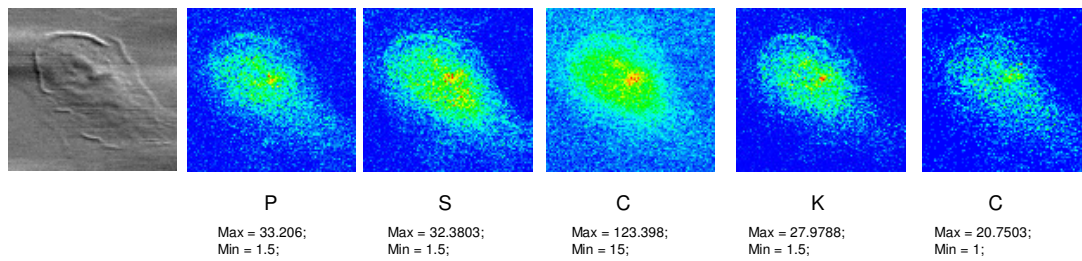 P S C K C
Max = 33.206; Max = 32.3803; Max = 123.398; Max = 27.9788; Max = 20.7503;
Min = 1.5; Min = 1.5; Min = 15; Min = 1.5; Min = 1;